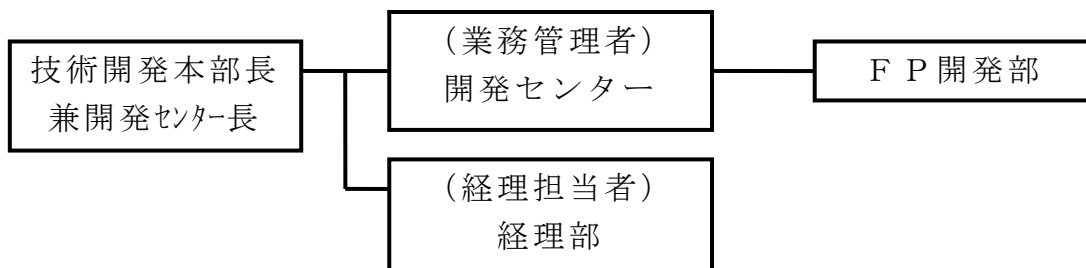 技術開発本部長
兼開発ｾﾝﾀｰ長
（業務管理者）
開発センター
ＦＰ開発部
（経理担当者）
経理部